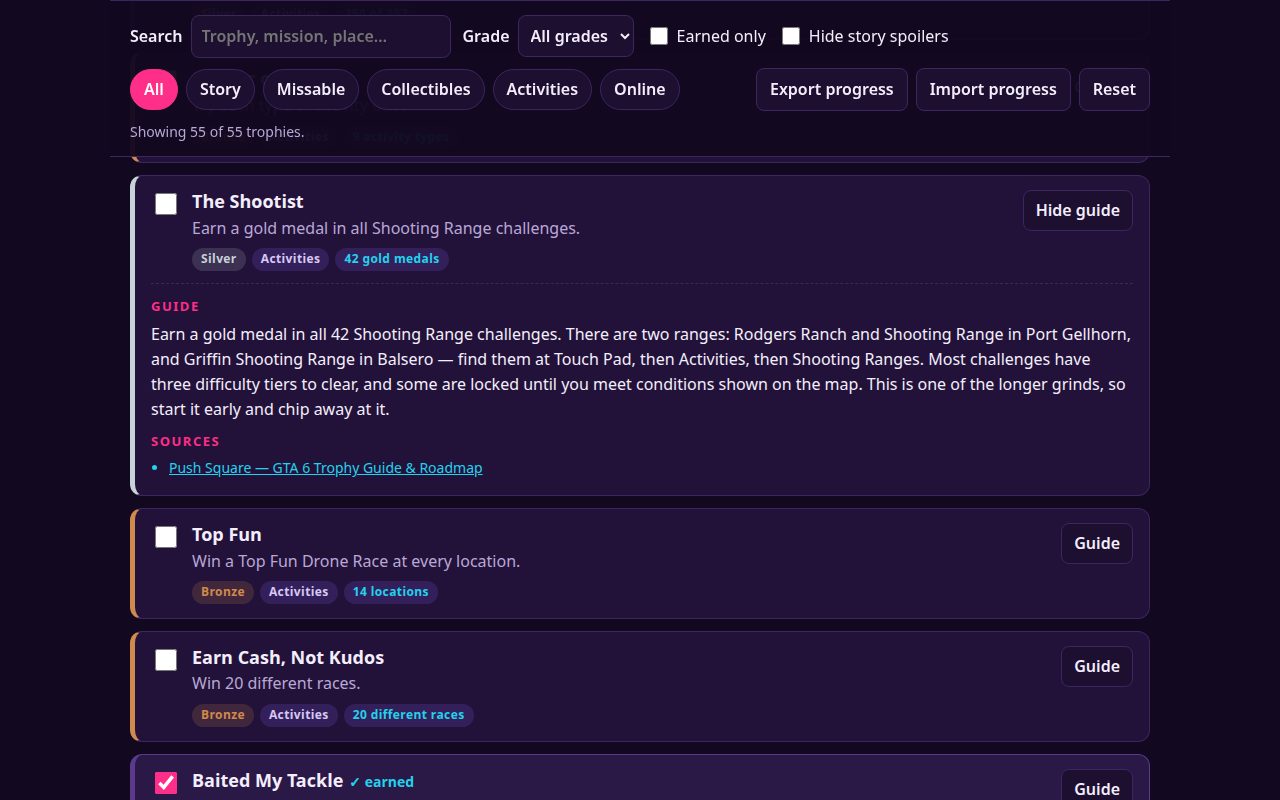 Search Trophy, mission, place... Grade All grades Earned only Hide story spoilers
All Story Missable Collectibles Activities Online Export progress Import progress Reset
Showing 55 of 55 trophies.
The Shootist
Hide guide
Earn a gold medal in all Shooting Range challenges.
Silver Activities 42 gold medals
GUIDE
Earn a gold medal in all 42 Shooting Range challenges. There are two ranges: Rodgers Ranch and Shooting Range in Port Gellhorn,
and Griffin Shooting Range in Balsero — find them at Touch Pad, then Activities, then Shooting Ranges. Most challenges have
three difficulty tiers to clear, and some are locked until you meet conditions shown on the map. This is one of the longer grinds, so
start it early and chip away at it.
SOURCES
• Push Square — GTA 6 Trophy Guide & Roadmap
Top Fun
Guide
Win a Top Fun Drone Race at every location.
Bronze Activities 14 locations
Earn Cash, Not Kudos
Guide
Win 20 different races.
Bronze Activities 20 different races
Baited My Tackle ✓ earned
Guide